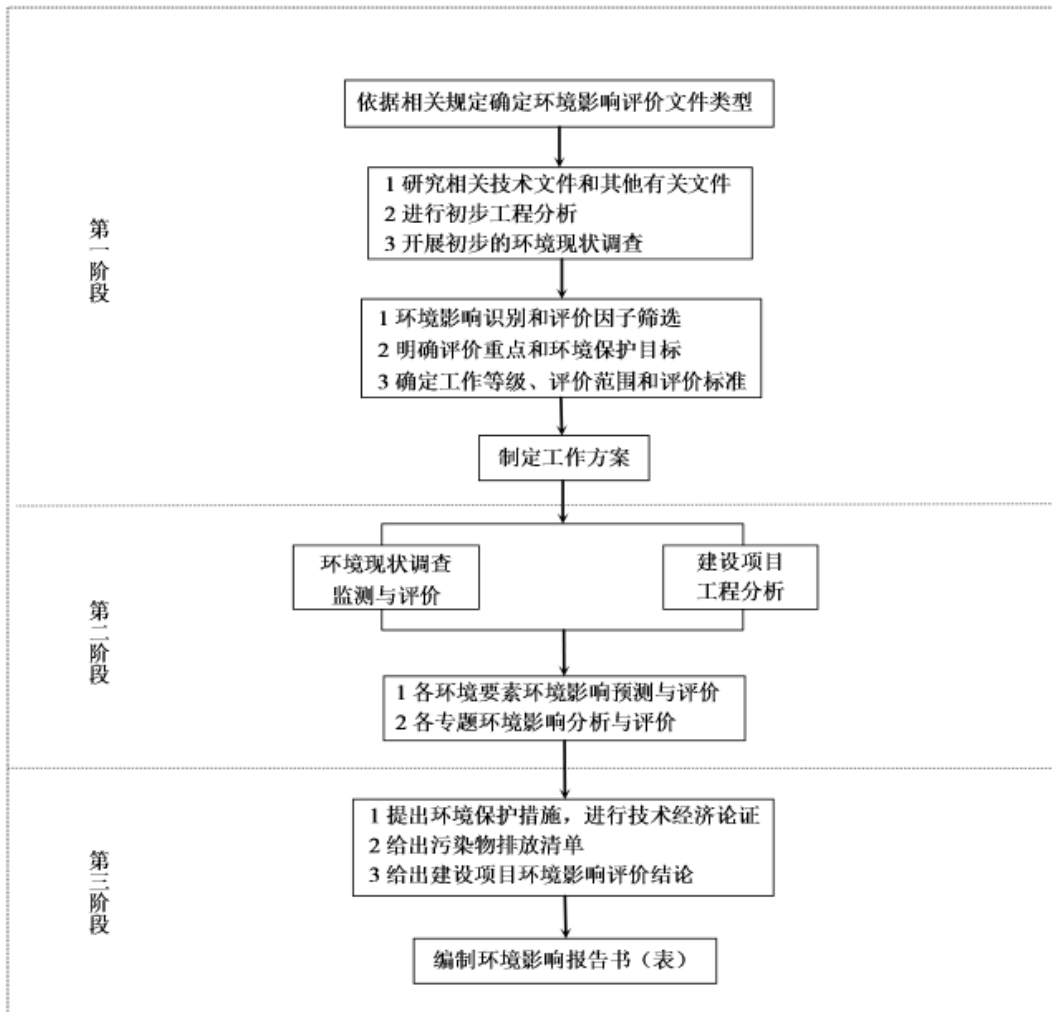 依据相关规定确定环境影响评价文件类型
1 研究相关技术文件和其他有关文件
2 进行初步工程分析
3 开展初步的环境现状调查
第一阶段
1 环境影响识别和评价因子筛选
2 明确评价重点和环境保护目标
3 确定工作等级、评价范围和评价标准
制定工作方案
环境现状调查
监测与评价
建设项目
工程分析
第二阶段
1 各环境要素环境影响预测与评价
2 各专题环境影响分析与评价
1 提出环境保护措施，进行技术经济论证
2 给出污染物排放清单
3 给出建设项目环境影响评价结论
第三阶段
编制环境影响报告书（表）